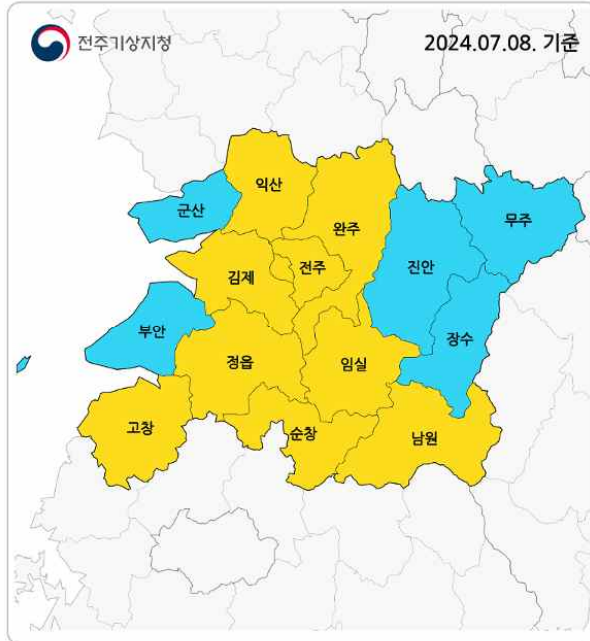 전주기상지청
2024.07.08. 기준
익산
군산
완주
무주
전주
진안
김제
부안
장수
정읍
임실
고창
순창
남원